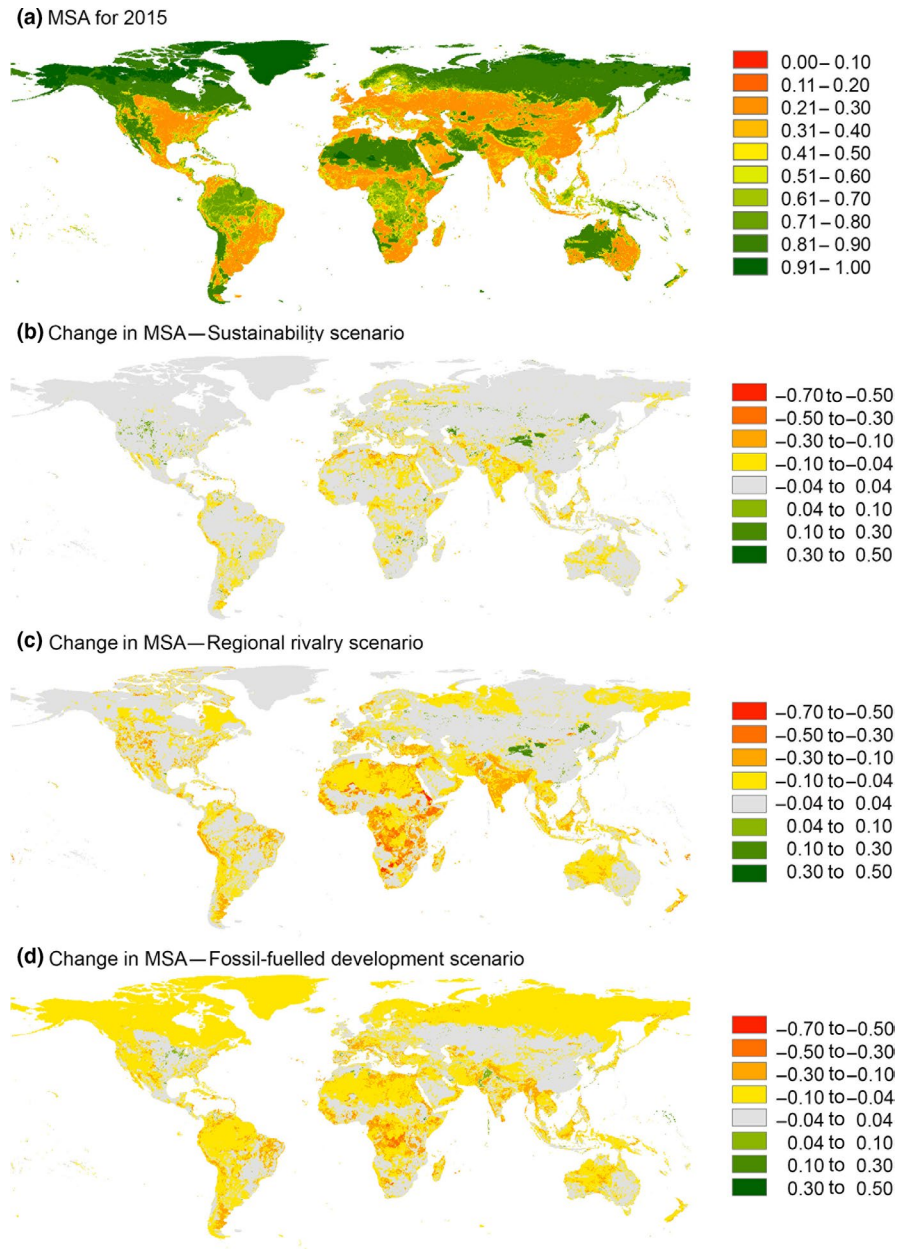 (a) MSA for 2015
0.00–0.10
0.11–0.20
0.21–0.30
0.31–0.40
0.41–0.50
0.51–0.60
0.61–0.70
0.71–0.80
0.81–0.90
0.91–1.00
(b) Change in MSA—Sustainability scenario
–0.70 to –0.50
–0.50 to –0.30
–0.30 to –0.10
–0.10 to –0.04
–0.04 to 0.04
0.04 to 0.10
0.10 to 0.30
0.30 to 0.50
(c) Change in MSA—Regional rivalry scenario
–0.70 to –0.50
–0.50 to –0.30
–0.30 to –0.10
–0.10 to –0.04
–0.04 to 0.04
0.04 to 0.10
0.10 to 0.30
0.30 to 0.50
(d) Change in MSA—Fossil-fuelled development scenario
–0.70 to –0.50
–0.50 to –0.30
–0.30 to –0.10
–0.10 to –0.04
–0.04 to 0.04
0.04 to 0.10
0.10 to 0.30
0.30 to 0.50